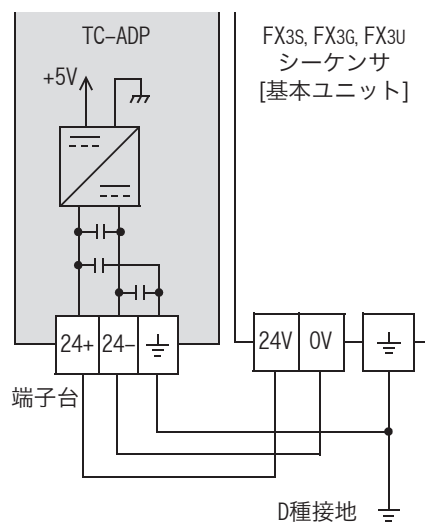 TC-ADP
+5V
FX3S, FX3G, FX3U
シーケンサ
[基本ユニット]
24+ 24-
24V 0V
端子台
D種接地